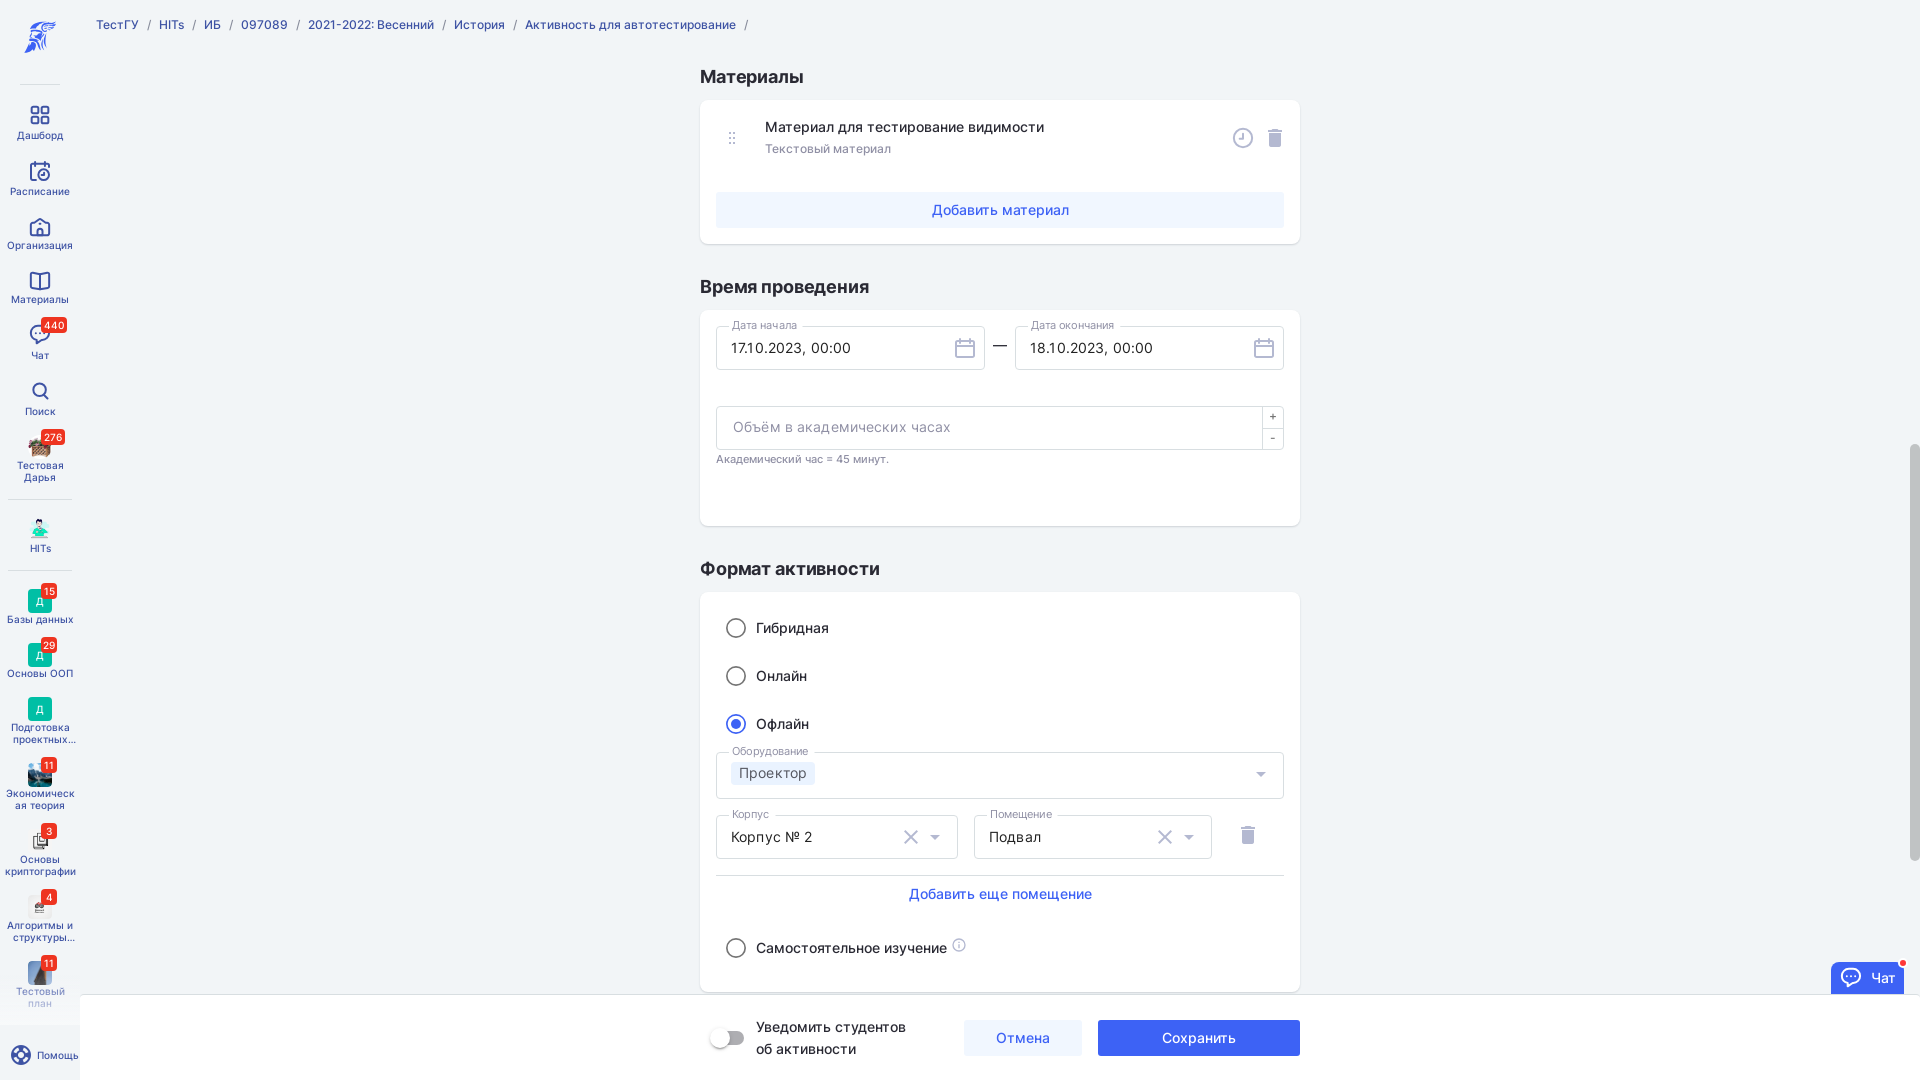 ТестГУ / HITs / ИБ / 097089 / 2021-2022: Весенний / История / Активность для автотестирование /
Дашборд
Расписание
Организация
Материалы
440
Чат
Поиск
276
Тестовая
Дарья
HITs
15
Д
Базы данных
29
Д
Основы ООП
Д
Подготовка
проектных...
11
Экономическ
ая теория
3
Основы
криптографии
4
Алгоритмы и
структуры...
11
Тестовый
план
Помощь
Материалы
Материал для тестирование видимости
Текстовый материал
Добавить материал
Время проведения
Дата начала
17.10.2023, 00:00
—
Дата окончания
18.10.2023, 00:00
Объём в академических часах
+
-
Академический час = 45 минут.
Формат активности
Гибридная
Онлайн
Офлайн
Оборудование
Проектор
Корпус
Корпус № 2
Помещение
Подвал
Добавить еще помещение
Самостоятельное изучение
Чат
Уведомить студентов
об активности
Отмена
Сохранить